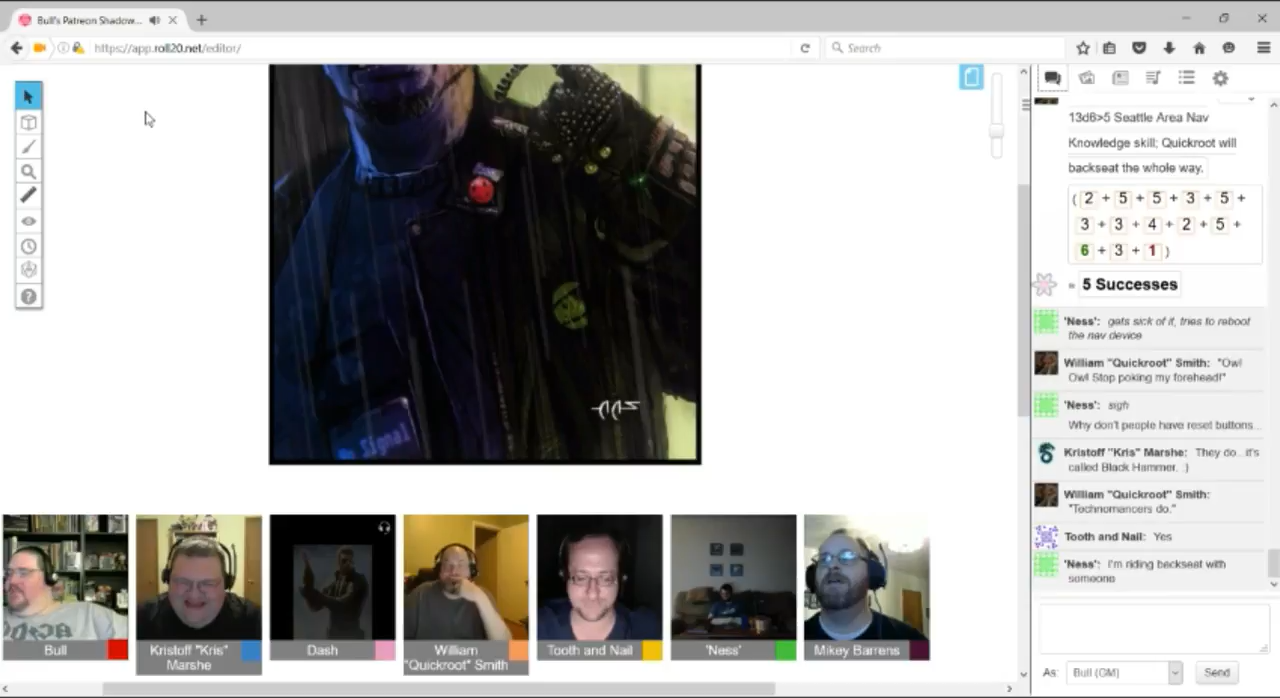 Bull's Patreon Shadow...
https://app.roll20.net/editor/
Search
13d6>5 Seattle Area Nav
Knowledge skill; Quickroot will
backseat the whole way.
(2 + 5 + 5 + 3 + 5 +
3 + 3 + 4 + 2 + 5 +
6 + 3 + 1)
= 5 Successes
'Ness': gets sick of it, tries to reboot
the nav device
William "Quickroot" Smith: "Ow!
Ow! Stop poking my forehead!"
'Ness': sigh
Why don't people have reset buttons...
Kristoff "Kris" Marshe: They do...it's
called Black Hammer. :)
William "Quickroot" Smith:
"Technomancers do."
Tooth and Nail: Yes
'Ness': I'm riding backseat with
someone
As: Bull (GM) Send
Signal
Bull
Kristoff "Kris"
Marshe
Dash
William
"Quickroot" Smith
Tooth and Nail
'Ness'
Mikey Barrens